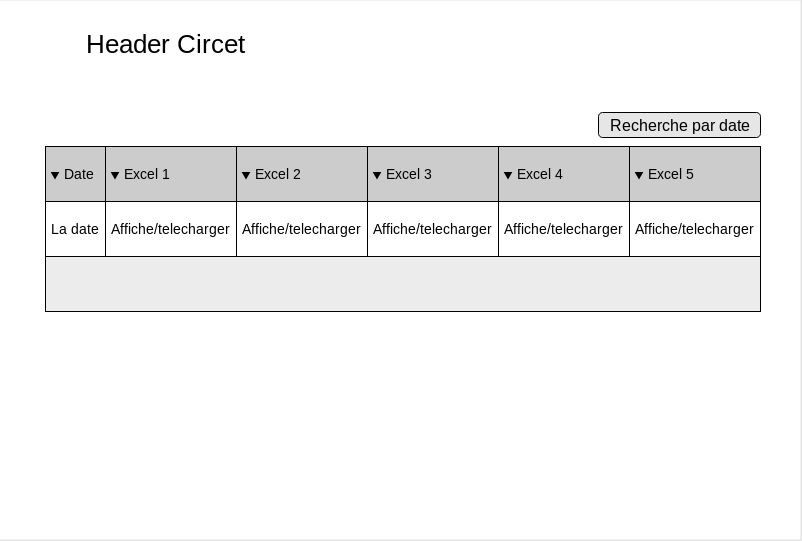 Header Circet
Recherche par date
Date Excel 1 Excel 2 Excel 3 Excel 4 Excel 5
La date Affiche/telecharger Affiche/telecharger Affiche/telecharger Affiche/telecharger Affiche/telecharger